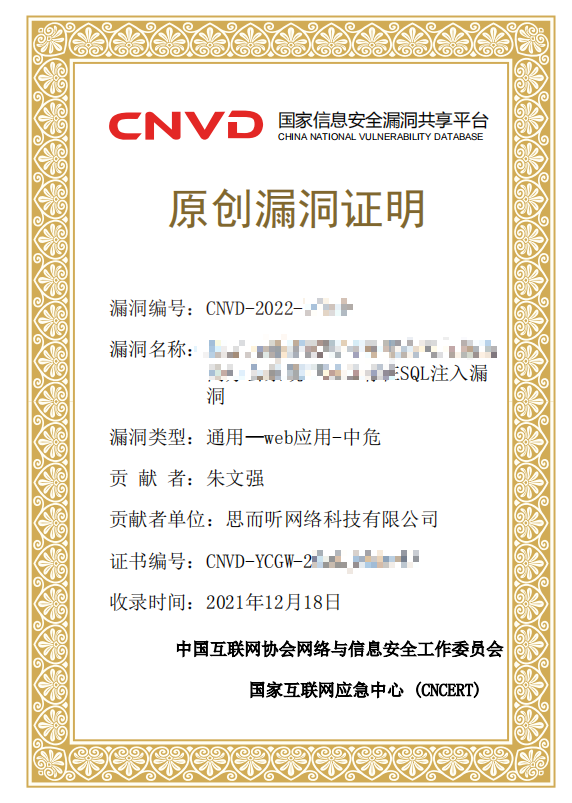 CNVD 国家信息安全漏洞共享平台
CHINA NATIONAL VULNERABILITY DATABASE
原创漏洞证明
漏洞编号：CNVD-2022-
漏洞名称：
SQL注入漏
洞
漏洞类型：通用—web应用-中危
贡 献 者：朱文强
贡献者单位：思而听网络科技有限公司
证书编号：CNVD-YCGW-2
收录时间：2021年12月18日
中国互联网协会网络与信息安全工作委员会
国家互联网应急中心 (CNCERT)